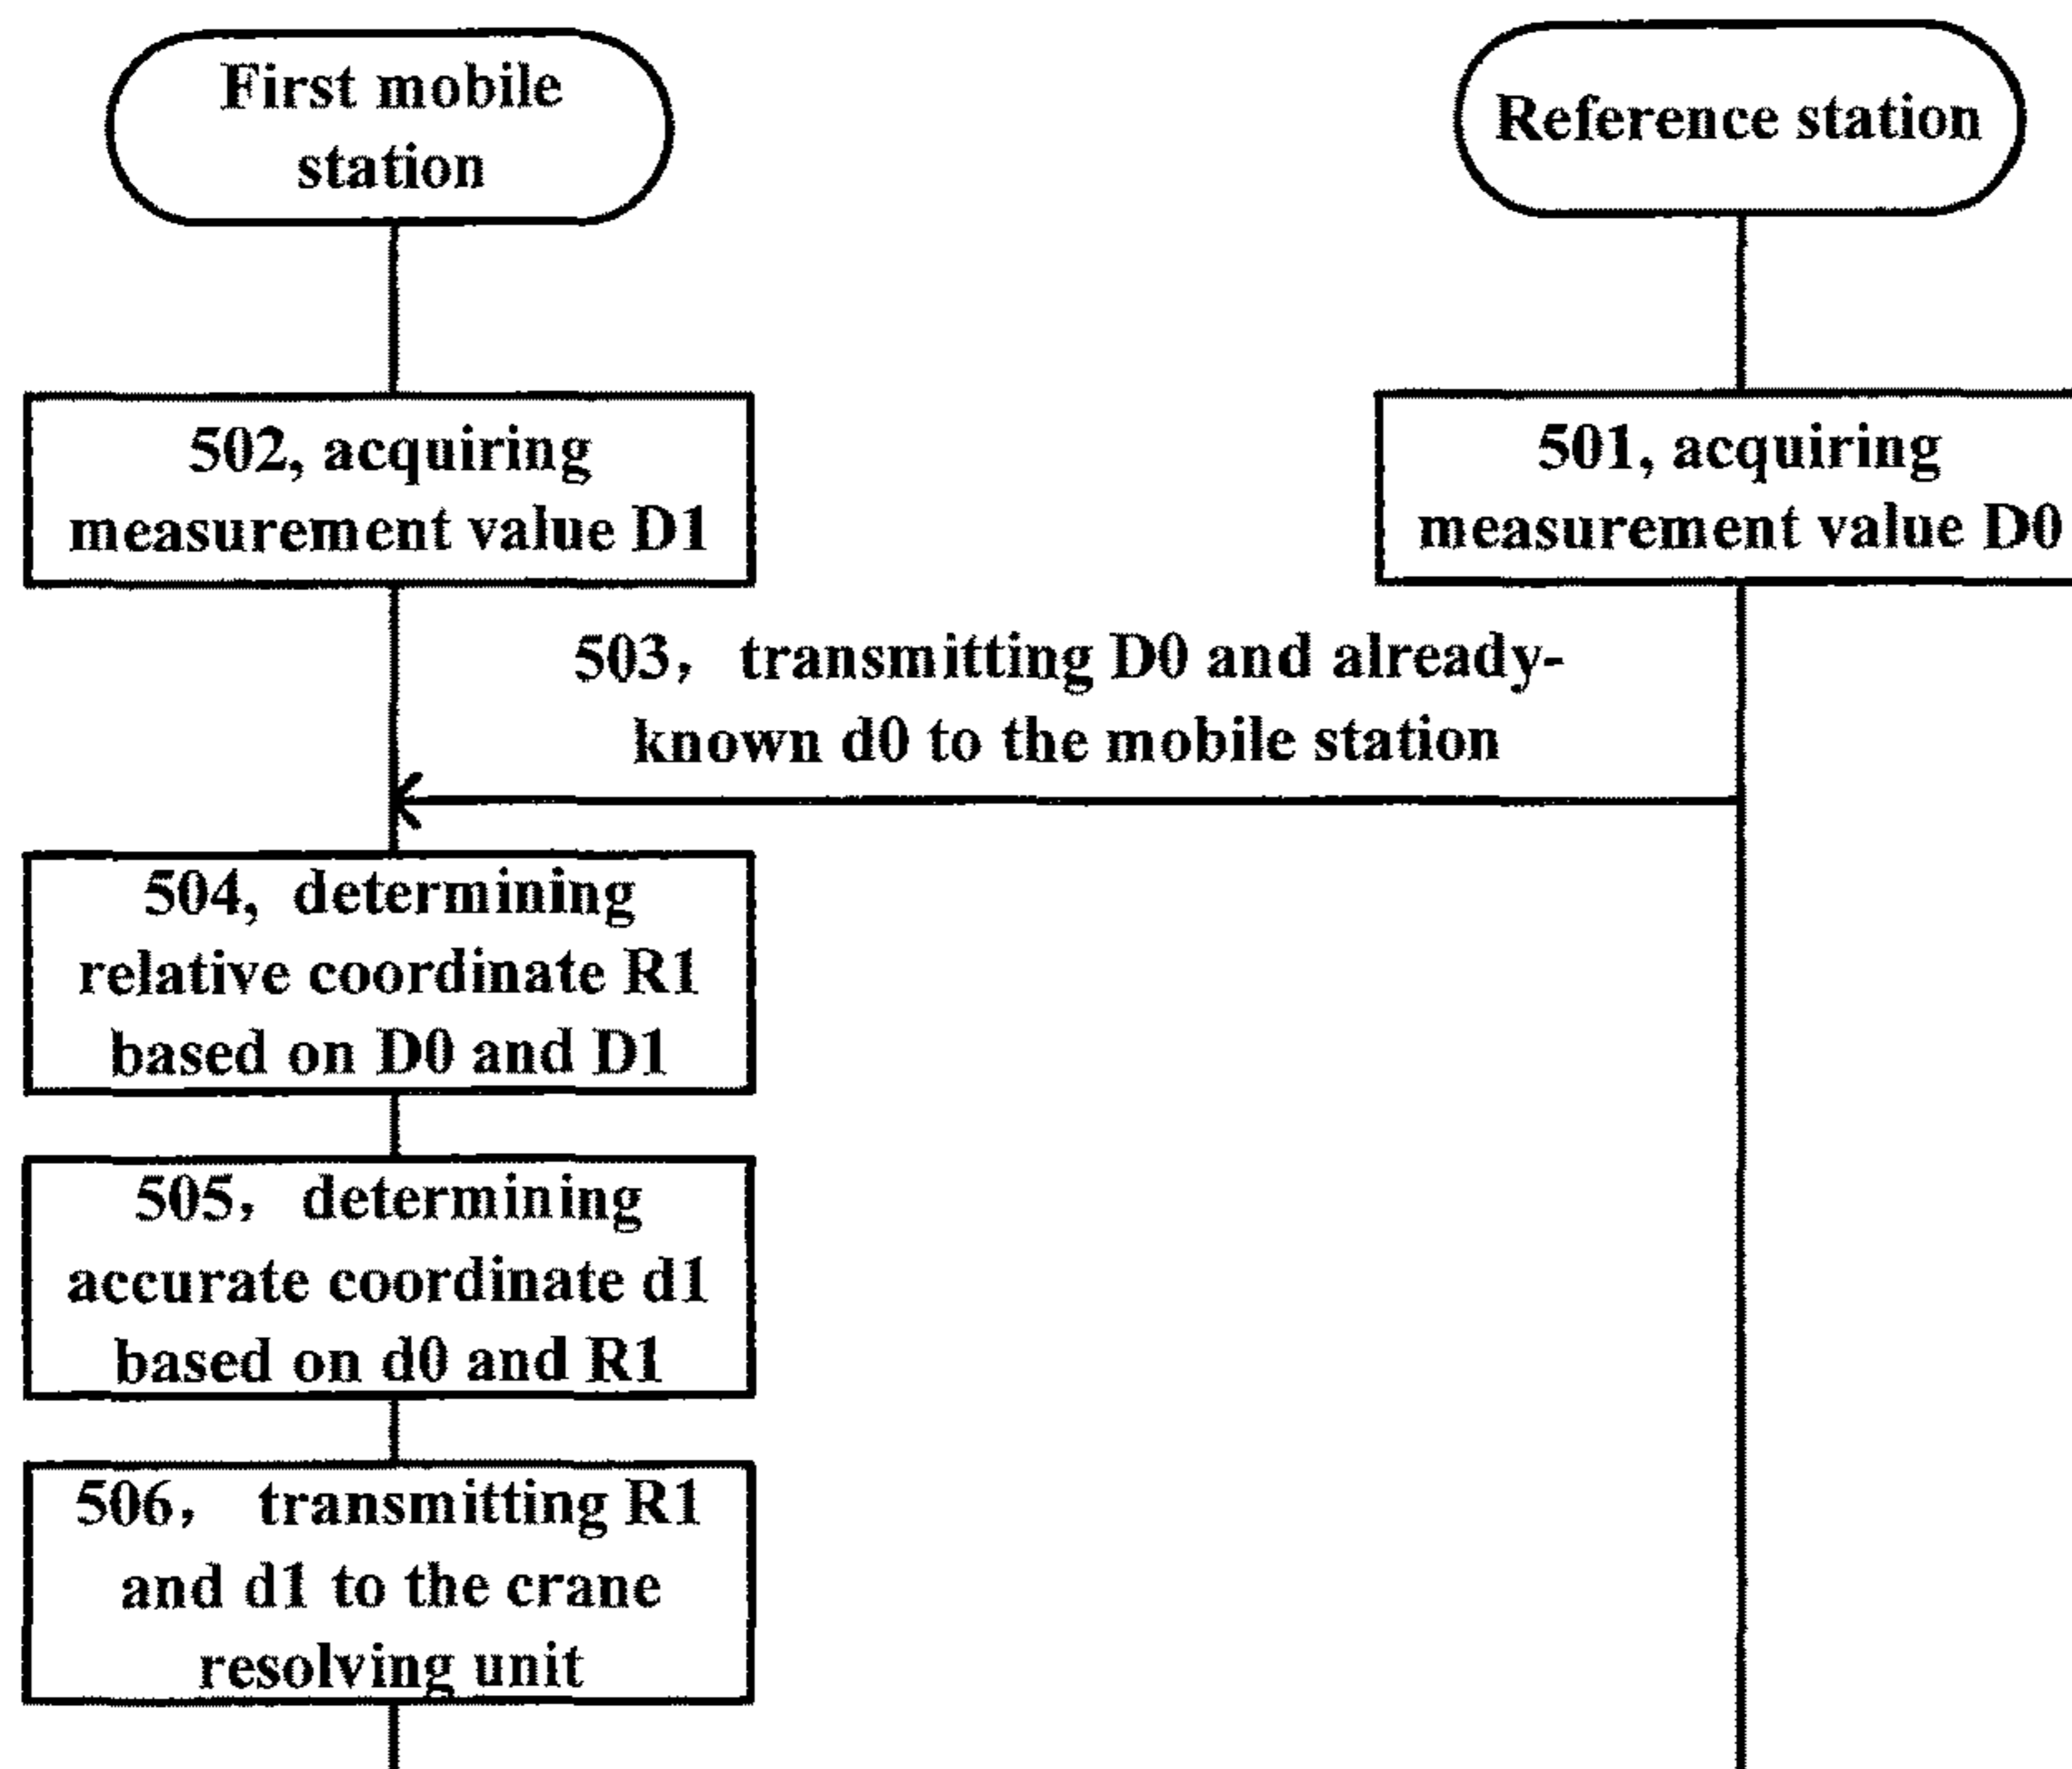 First mobile
station
Reference station
502, acquiring
measurement value D1
501, acquiring
measurement value D0
503, transmitting D0 and already-
known d0 to the mobile station
504, determining
relative coordinate R1
based on D0 and D1
505, determining
accurate coordinate d1
based on d0 and R1
506, transmitting R1
and d1 to the crane
resolving unit